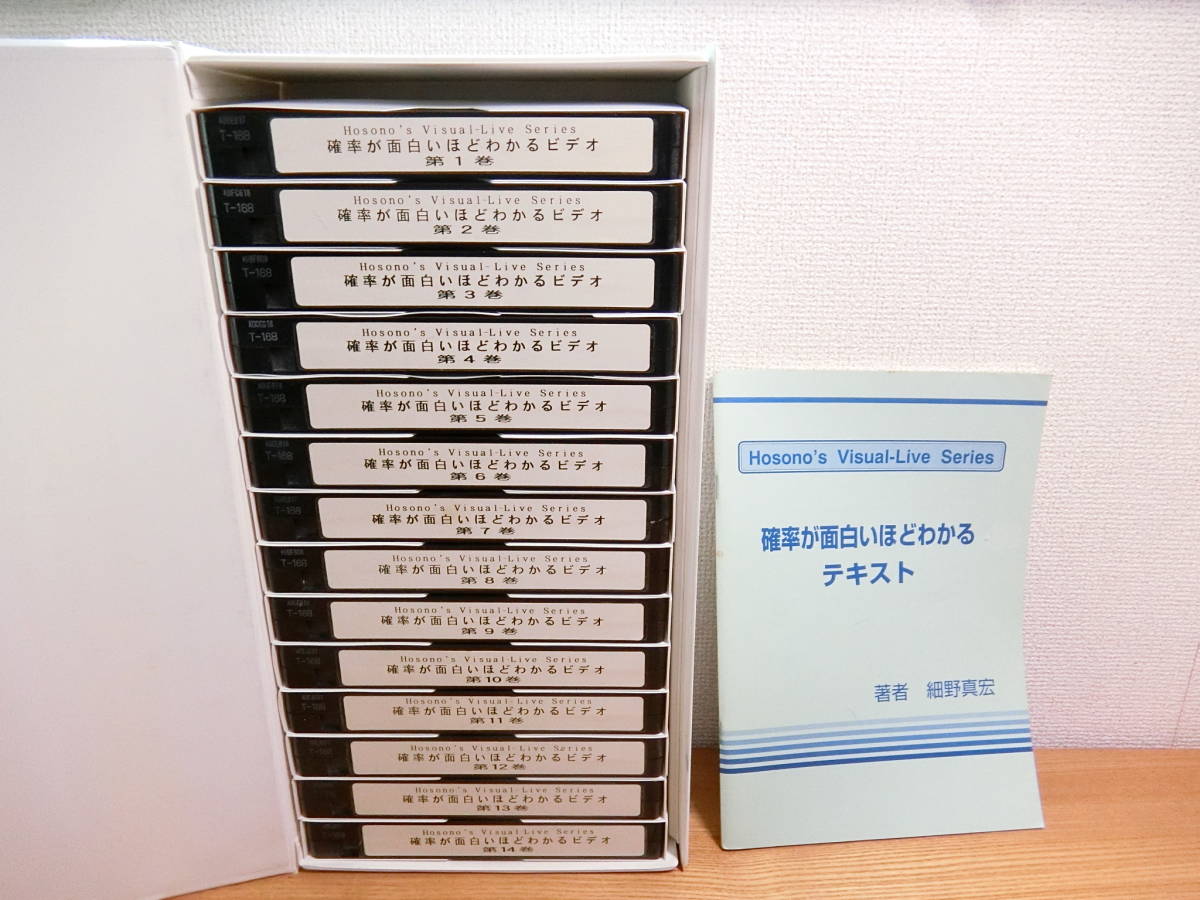 T-168
Hosono's Visual-Live Series
確率が面白いほどわかるビデオ
第1巻
T-168
Hosono's Visual-Live Series
確率が面白いほどわかるビデオ
第2巻
T-168
Hosono's Visual-Live Series
確率が面白いほどわかるビデオ
第3巻
T-168
Hosono's Visual-Live Series
確率が面白いほどわかるビデオ
第4巻
T-168
Hosono's Visual-Live Series
確率が面白いほどわかるビデオ
第5巻
T-168
Hosono's Visual-Live Series
確率が面白いほどわかるビデオ
第6巻
T-168
Hosono's Visual-Live Series
確率が面白いほどわかるビデオ
第7巻
T-168
Hosono's Visual-Live Series
確率が面白いほどわかるビデオ
第8巻
T-168
Hosono's Visual-Live Series
確率が面白いほどわかるビデオ
第9巻
T-168
Hosono's Visual-Live Series
確率が面白いほどわかるビデオ
第10巻
T-168
Hosono's Visual-Live Series
確率が面白いほどわかるビデオ
第11巻
Hosono's Visual-Live Series
確率が面白いほどわかるビデオ
第12巻
Hosono's Visual-Live Series
確率が面白いほどわかるビデオ
第13巻
Hosono's Visual-Live Series
確率が面白いほどわかるビデオ
第14巻
Hosono's Visual-Live Series
確率が面白いほどわかる
テキスト
著者 細野真宏